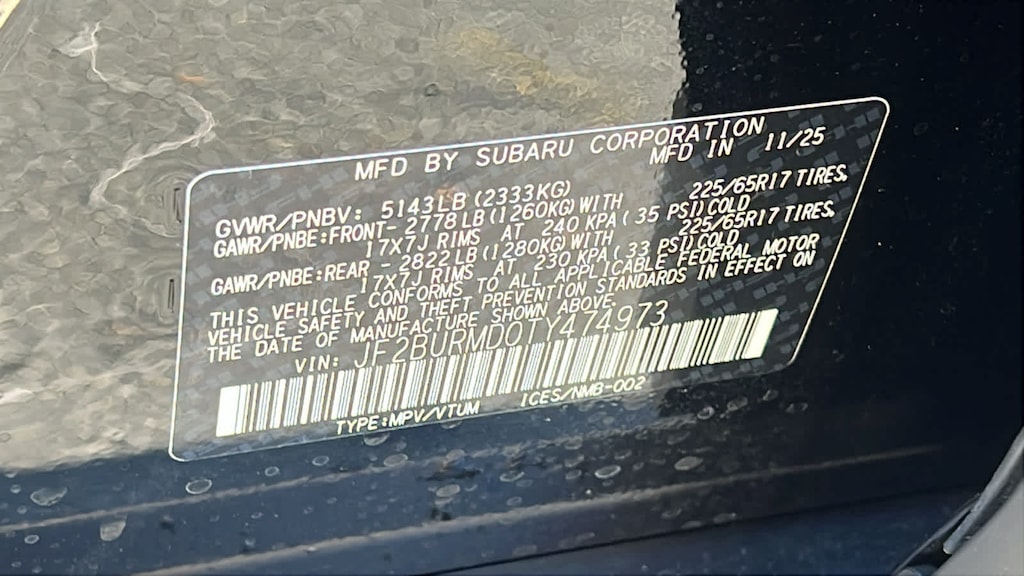 MFD BY SUBARU CORPORATION
MFD IN 11/25
GVWR/PNBV: 5143LB(2333KG)
GAWR/PNBE:FRONT- 2778LB(1260KG)WITH 225/65R17 TIRES,
17X7J RIMS AT 240 KPA( 35 PSI)COLD
GAWR/PNBE:REAR - 2822LB(1280KG)WITH 225/65R17 TIRES,
17X7J RIMS AT 230 KPA( 33 PSI)COLD
THIS VEHICLE CONFORMS TO ALL APPLICABLE FEDERAL MOTOR
VEHICLE SAFETY AND THEFT PREVENTION STANDARDS IN EFFECT ON
THE DATE OF MANUFACTURE SHOWN ABOVE.
VIN: JF2BURMD0TY474973
TYPE:MPV/VTUM ICES/NMB-002